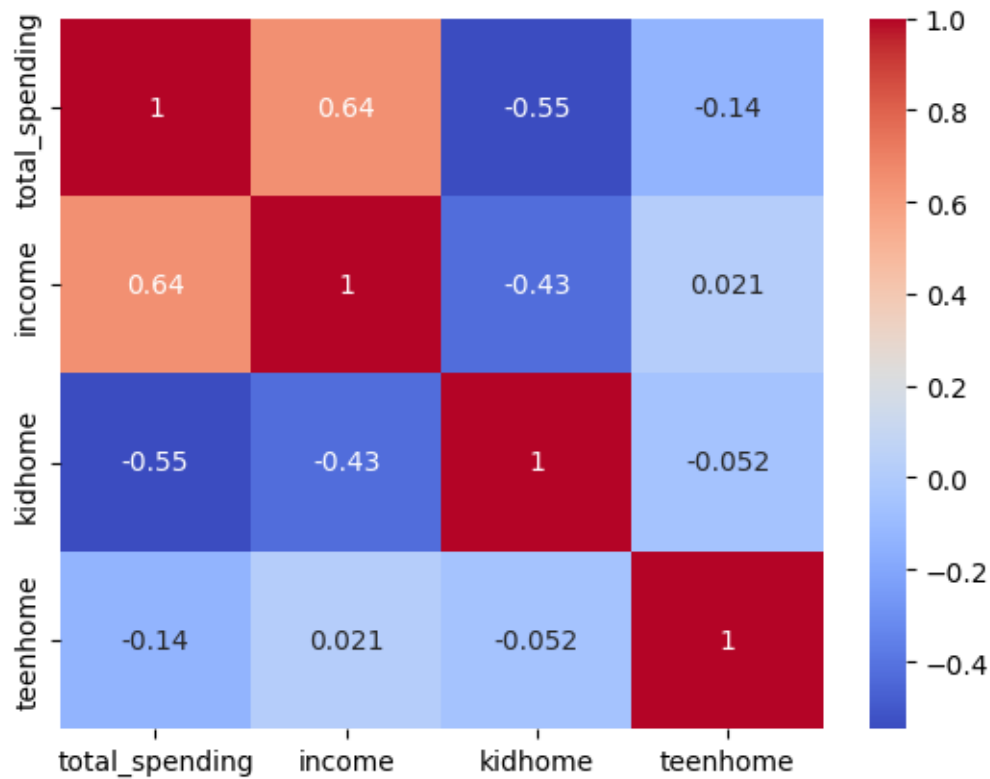 total_spending
1 0.64 -0.55 -0.14
income
0.64 1 -0.43 0.021
kidhome
-0.55 -0.43 1 -0.052
teenhome
-0.14 0.021 -0.052 1
total_spending income kidhome teenhome
1.0
0.8
0.6
0.4
0.2
0.0
−0.2
−0.4